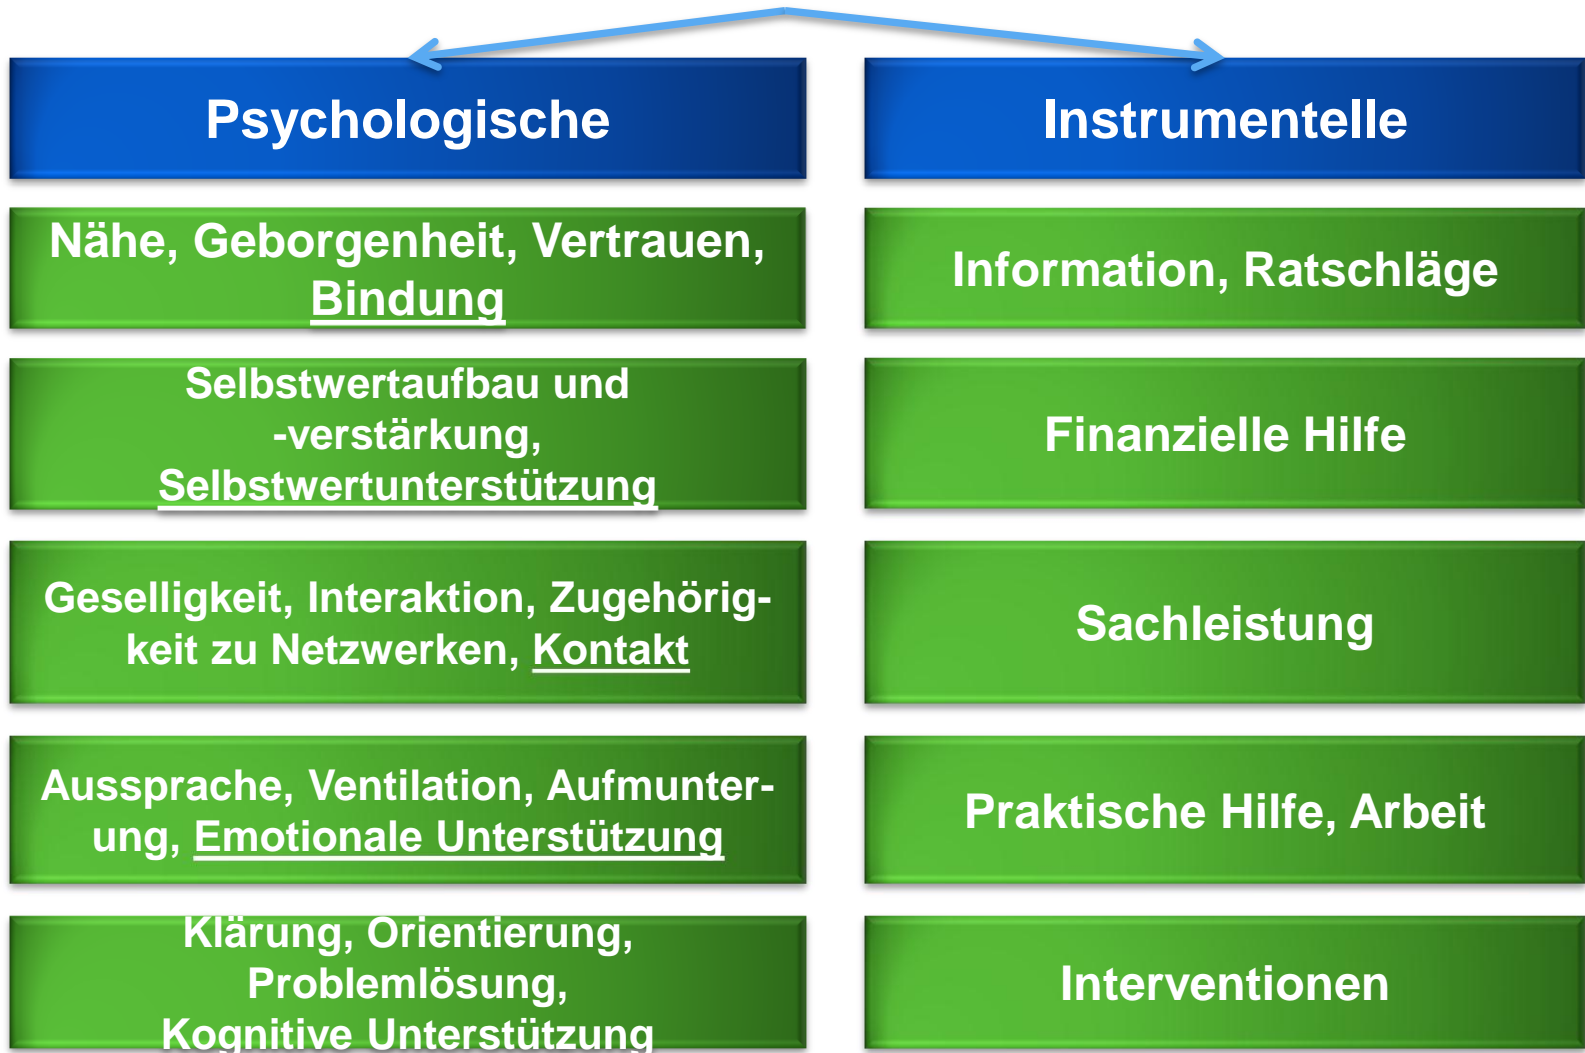 Psychologische
Nähe, Geborgenheit, Vertrauen,
Bindung
Selbstwertaufbau und
-verstärkung,
Selbstwertunterstützung
Geselligkeit, Interaktion, Zugehörig-
keit zu Netzwerken, Kontakt
Aussprache, Ventilation, Aufmunter-
ung, Emotionale Unterstützung
Klärung, Orientierung,
Problemlösung,
Kognitive Unterstützung
Instrumentelle
Information, Ratschläge
Finanzielle Hilfe
Sachleistung
Praktische Hilfe, Arbeit
Interventionen